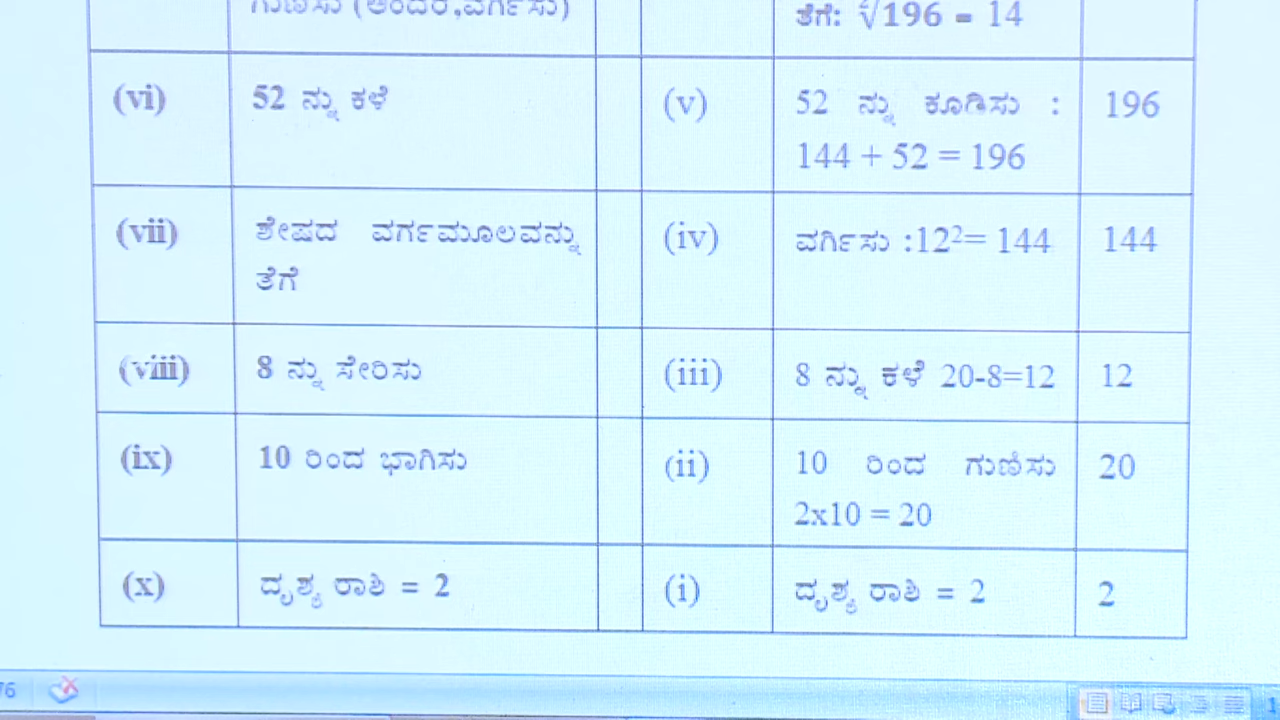 ಗುಣಿಸು (ಅಂದರೆ,ವರ್ಗಿಸು)
ತೆಗೆ: √196 = 14
(vi) 52 ನ್ನು ಕಳೆ (v) 52 ನ್ನು ಕೂಡಿಸು : 196
144 + 52 = 196
(vii) ಶೇಷದ ವರ್ಗಮೂಲವನ್ನು (iv) ವರ್ಗಿಸು :12²= 144 144
ತೆಗೆ
(viii) 8 ನ್ನು ಸೇರಿಸು (iii) 8 ನ್ನು ಕಳೆ 20-8=12 12
(ix) 10 ರಿಂದ ಭಾಗಿಸು (ii) 10 ರಿಂದ ಗುಣಿಸು 20
2x10 = 20
(x) ದೃಶ್ಯ ರಾಶಿ = 2 (i) ದೃಶ್ಯ ರಾಶಿ = 2 2